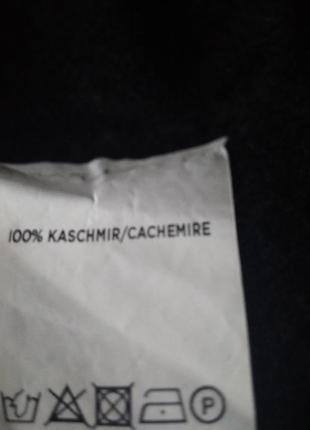 100% KASCHMIR/CACHEMIRE
P